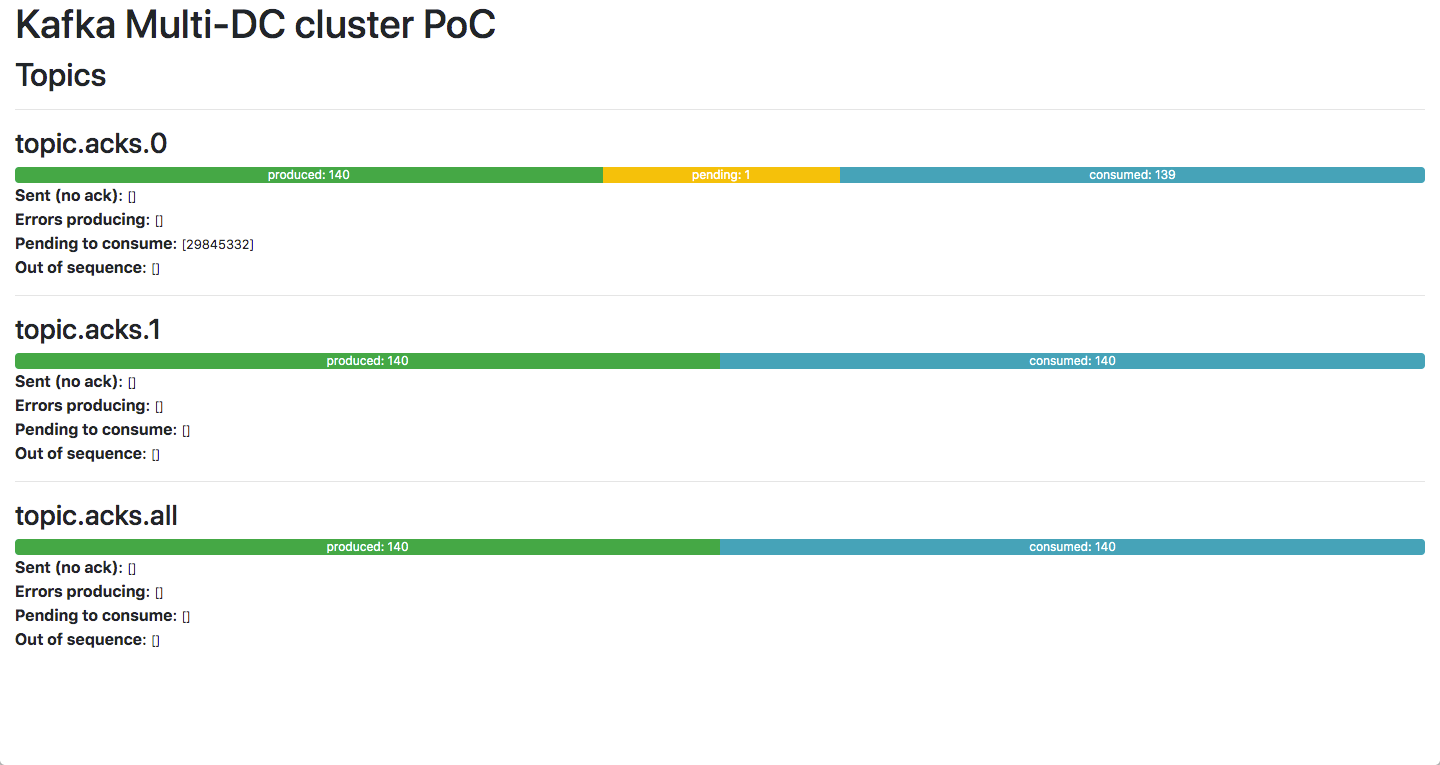 Kafka Multi-DC cluster PoC
Topics
topic.acks.0
produced: 140 pending: 1 consumed: 139
Sent (no ack): []
Errors producing: []
Pending to consume: [29845332]
Out of sequence: []
topic.acks.1
produced: 140 consumed: 140
Sent (no ack): []
Errors producing: []
Pending to consume: []
Out of sequence: []
topic.acks.all
produced: 140 consumed: 140
Sent (no ack): []
Errors producing: []
Pending to consume: []
Out of sequence: []